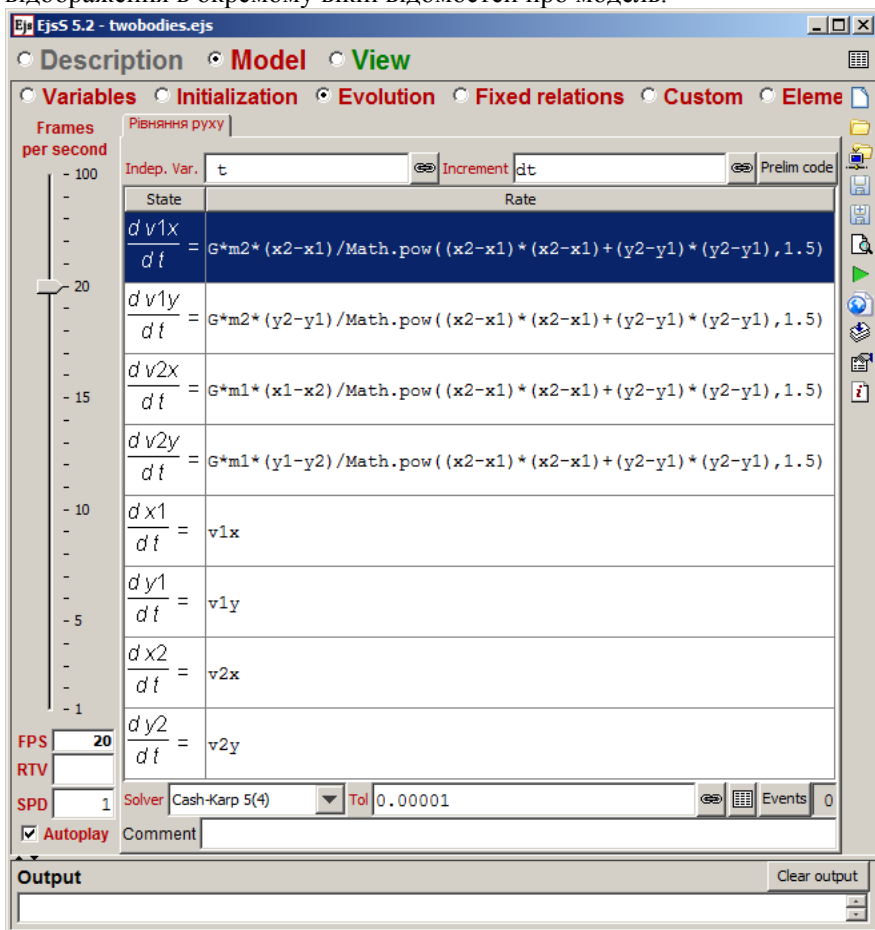 відображення в окремому вікні відомостей про модель.
EjsS 5.2 - twobodies.ejs
Description Model View
Variables Initialization Evolution Fixed relations Custom Eleme
Frames per second
- 100
- 20
- 15
- 10
- 5
- 1
FPS 20
RTV
SPD 1
Autoplay
Рівняння руху
Indep. Var. t Increment dt Prelim code
State Rate
d v1x / d t = G*m2*(x2-x1)/Math.pow((x2-x1)*(x2-x1)+(y2-y1)*(y2-y1),1.5)
d v1y / d t = G*m2*(y2-y1)/Math.pow((x2-x1)*(x2-x1)+(y2-y1)*(y2-y1),1.5)
d v2x / d t = G*m1*(x1-x2)/Math.pow((x2-x1)*(x2-x1)+(y2-y1)*(y2-y1),1.5)
d v2y / d t = G*m1*(y1-y2)/Math.pow((x2-x1)*(x2-x1)+(y2-y1)*(y2-y1),1.5)
d x1 / d t = v1x
d y1 / d t = v1y
d x2 / d t = v2x
d y2 / d t = v2y
Solver Cash-Karp 5(4) Tol 0.00001 Events 0
Comment
Output Clear output